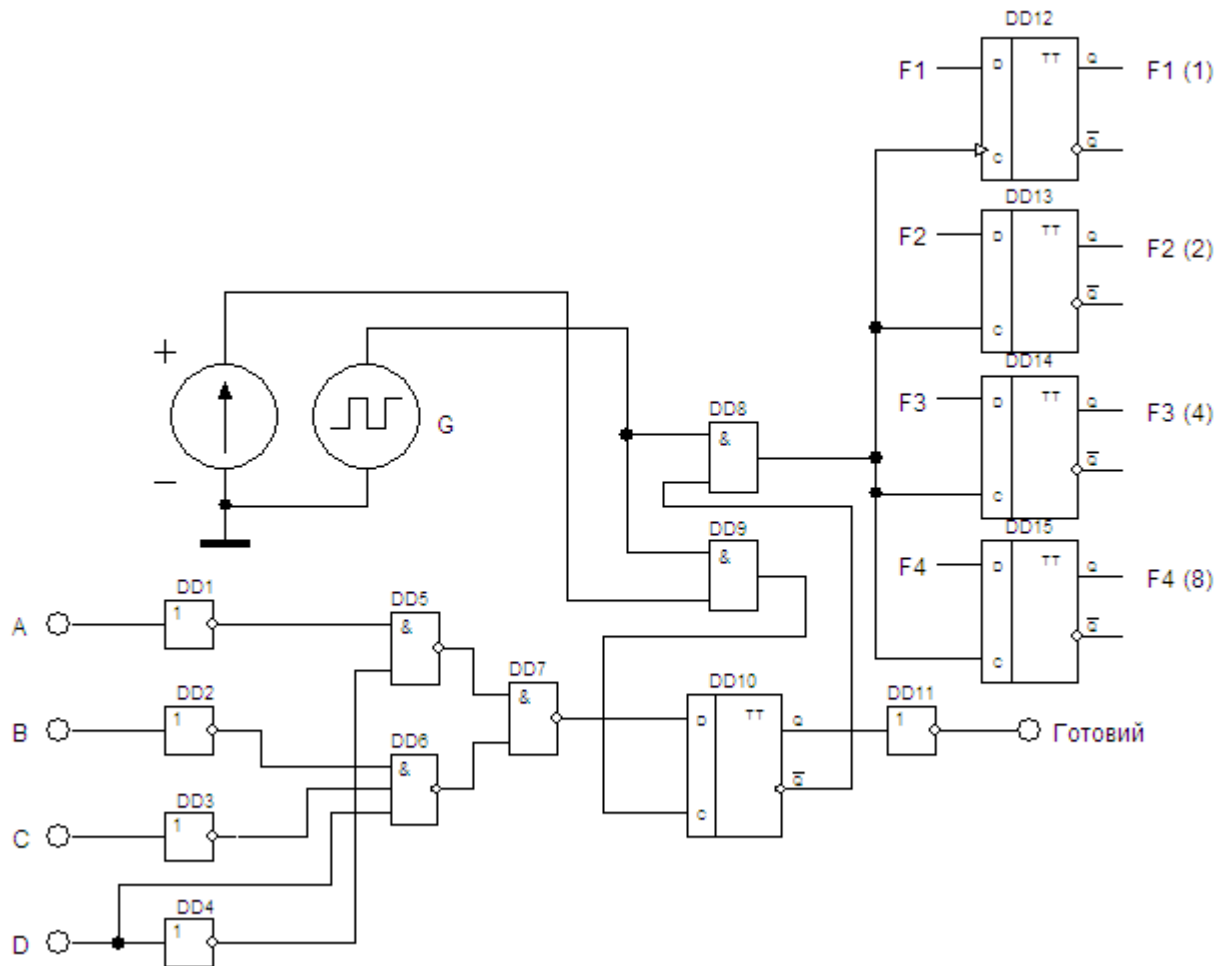 DD12
F1
D
TT
Q
F1 (1)
C
Q
DD13
F2
D
TT
Q
F2 (2)
C
Q
DD14
F3
D
TT
Q
F3 (4)
C
Q
DD15
F4
D
TT
Q
F4 (8)
C
Q
+
G
−
DD8
&
DD9
&
A
DD1
1
DD5
&
B
DD2
1
DD6
&
DD7
&
C
DD3
1
D
DD4
1
DD10
D
TT
Q
C
Q
DD11
1
Готовий